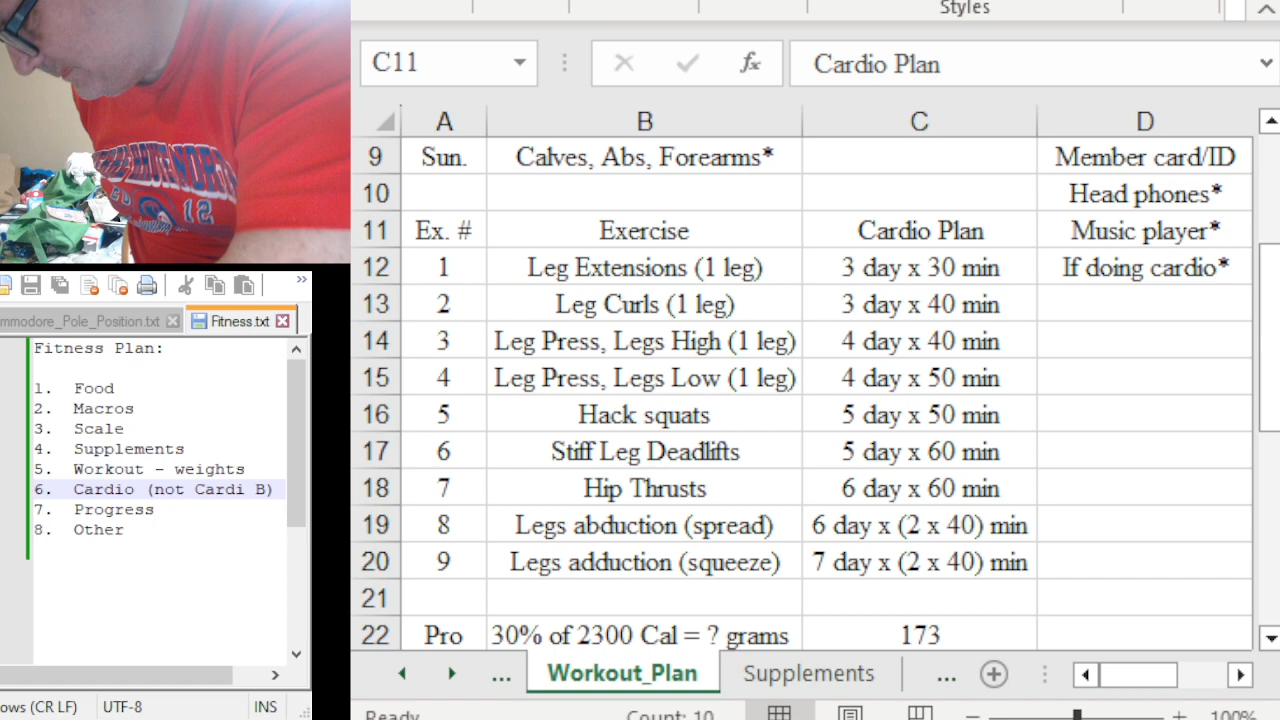 Styles
C11
fx
Cardio Plan
A B C D
9 Sun. Calves, Abs, Forearms* Member card/ID
10 Head phones*
11 Ex. # Exercise Cardio Plan Music player*
12 1 Leg Extensions (1 leg) 3 day x 30 min If doing cardio*
13 2 Leg Curls (1 leg) 3 day x 40 min
14 3 Leg Press, Legs High (1 leg) 4 day x 40 min
15 4 Leg Press, Legs Low (1 leg) 4 day x 50 min
16 5 Hack squats 5 day x 50 min
17 6 Stiff Leg Deadlifts 5 day x 60 min
18 7 Hip Thrusts 6 day x 60 min
19 8 Legs abduction (spread) 6 day x (2 x 40) min
20 9 Legs adduction (squeeze) 7 day x (2 x 40) min
21
22 Pro 30% of 2300 Cal = ? grams 173
... Workout_Plan Supplements ...
Ready Count: 10 100%
2012
mmodore_Pole_Position.txt Fitness.txt
Fitness Plan:
1. Food
2. Macros
3. Scale
4. Supplements
5. Workout - weights
6. Cardio (not Cardi B)
7. Progress
8. Other
ows (CR LF) UTF-8 INS